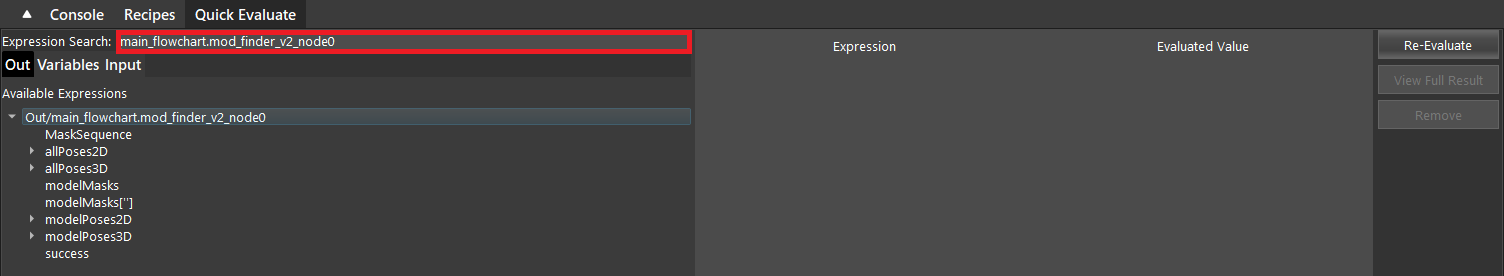 ▲ Console Recipes Quick Evaluate
Expression Search: main_flowchart.mod_finder_v2_node0
Out Variables Input
Available Expressions
Out/main_flowchart.mod_finder_v2_node0
MaskSequence
allPoses2D
allPoses3D
modelMasks
modelMasks['']
modelPoses2D
modelPoses3D
success
Expression Evaluated Value
Re-Evaluate
View Full Result
Remove